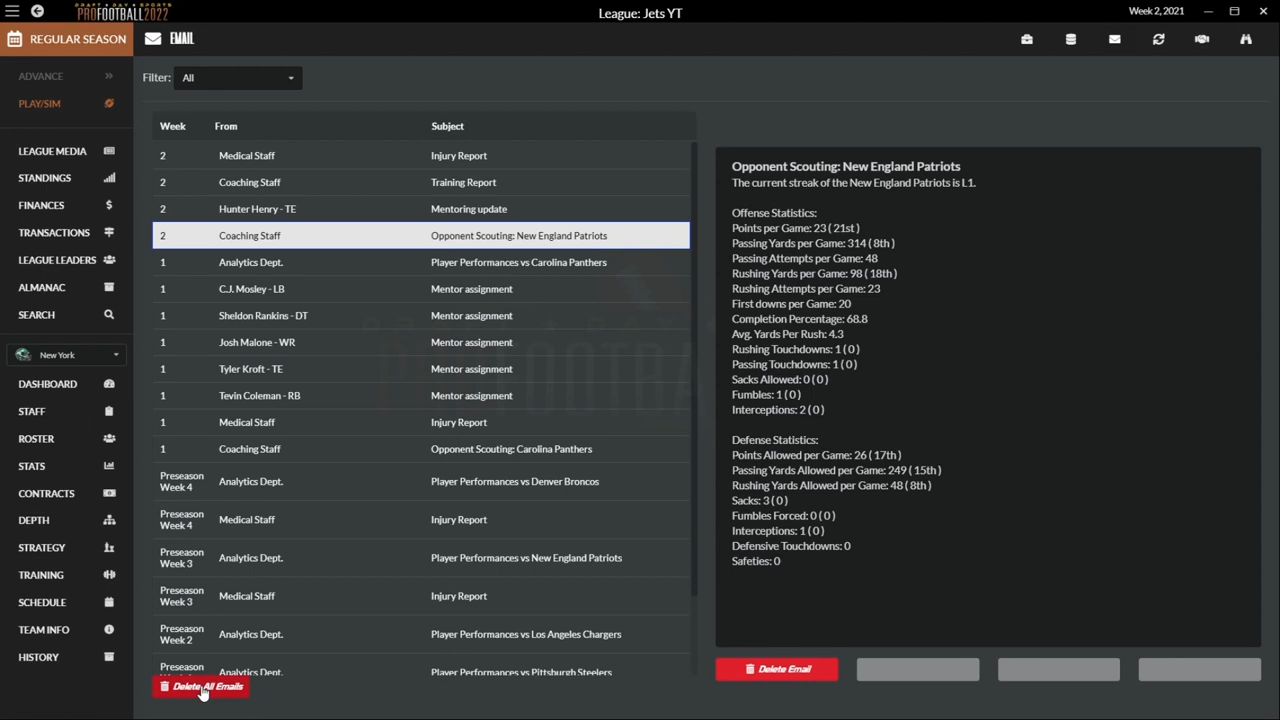 DRAFT • DAY • SPORTS
PRO FOOTBALL 2022
League: Jets YT
Week 2, 2021
REGULAR SEASON
EMAIL
ADVANCE
PLAY/SIM
LEAGUE MEDIA
STANDINGS
FINANCES
TRANSACTIONS
LEAGUE LEADERS
ALMANAC
SEARCH
New York
DASHBOARD
STAFF
ROSTER
STATS
CONTRACTS
DEPTH
STRATEGY
TRAINING
SCHEDULE
TEAM INFO
HISTORY
Filter: All
Week From Subject
2 Medical Staff Injury Report
2 Coaching Staff Training Report
2 Hunter Henry - TE Mentoring update
2 Coaching Staff Opponent Scouting: New England Patriots
1 Analytics Dept. Player Performances vs Carolina Panthers
1 C.J. Mosley - LB Mentor assignment
1 Sheldon Rankins - DT Mentor assignment
1 Josh Malone - WR Mentor assignment
1 Tyler Kroft - TE Mentor assignment
1 Tevin Coleman - RB Mentor assignment
1 Medical Staff Injury Report
1 Coaching Staff Opponent Scouting: Carolina Panthers
Preseason
Week 4 Analytics Dept. Player Performances vs Denver Broncos
Preseason
Week 4 Medical Staff Injury Report
Preseason
Week 3 Analytics Dept. Player Performances vs New England Patriots
Preseason
Week 3 Medical Staff Injury Report
Preseason
Week 2 Analytics Dept. Player Performances vs Los Angeles Chargers
Preseason Analytics Dept. Player Performances vs Pittsburgh Steelers
Delete All Emails
Opponent Scouting: New England Patriots
The current streak of the New England Patriots is L1.
Offense Statistics:
Points per Game: 23 ( 21st )
Passing Yards per Game: 314 ( 8th )
Passing Attempts per Game: 48
Rushing Yards per Game: 98 ( 18th )
Rushing Attempts per Game: 23
First downs per Game: 20
Completion Percentage: 68.8
Avg. Yards Per Rush: 4.3
Rushing Touchdowns: 1 ( 0 )
Passing Touchdowns: 1 ( 0 )
Sacks Allowed: 0 ( 0 )
Fumbles: 1 ( 0 )
Interceptions: 2 ( 0 )
Defense Statistics:
Points Allowed per Game: 26 ( 17th )
Passing Yards Allowed per Game: 249 ( 15th )
Rushing Yards Allowed per Game: 48 ( 8th )
Sacks: 3 ( 0 )
Fumbles Forced: 0 ( 0 )
Interceptions: 1 ( 0 )
Defensive Touchdowns: 0
Safeties: 0
Delete Email